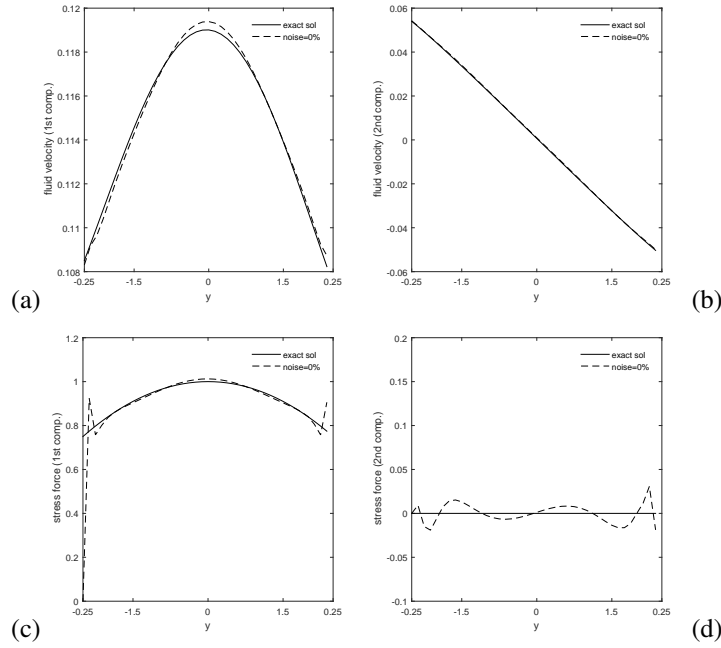 0.12
0.118
0.116
0.114
0.112
0.11
0.108
fluid velocity (1st comp.)
-0.25 -1.5 0 1.5 0.25
y
exact sol
noise=0%
(a)
0.06
0.04
0.02
0
-0.02
-0.04
-0.06
fluid velocity (2nd comp.)
-0.25 -1.5 0 1.5 0.25
y
exact sol
noise=0%
(b)
1.2
1
0.8
0.6
0.4
0.2
0
stress force (1st comp.)
-0.25 -1.5 0 1.5 0.25
y
exact sol
noise=0%
(c)
0.2
0.15
0.1
0.05
0
-0.05
-0.1
stress force (2nd comp.)
-0.25 -1.5 0 1.5 0.25
y
exact sol
noise=0%
(d)